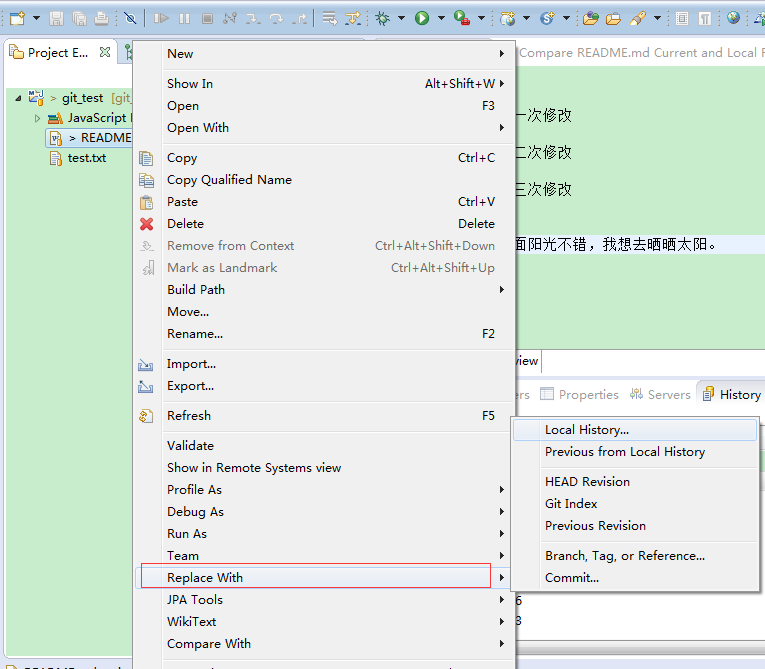 Project E...
Compare README.md Current and Local
git_test [git_
JavaScript
> README
test.txt
一次修改
二次修改
三次修改
面阳光不错，我想去晒晒太阳。
New
Show In Alt+Shift+W
Open F3
Open With
Copy Ctrl+C
Copy Qualified Name
Paste Ctrl+V
Delete Delete
Remove from Context Ctrl+Alt+Shift+Down
Mark as Landmark Ctrl+Alt+Shift+Up
Build Path
Move...
Rename... F2
Import...
Export...
Refresh F5
Validate
Show in Remote Systems view
Profile As
Debug As
Run As
Team
Replace With
JPA Tools
WikiText
Compare With
view
ers
Properties
Servers
History
Local History...
Previous from Local History
HEAD Revision
Git Index
Previous Revision
Branch, Tag, or Reference...
Commit...
6
3